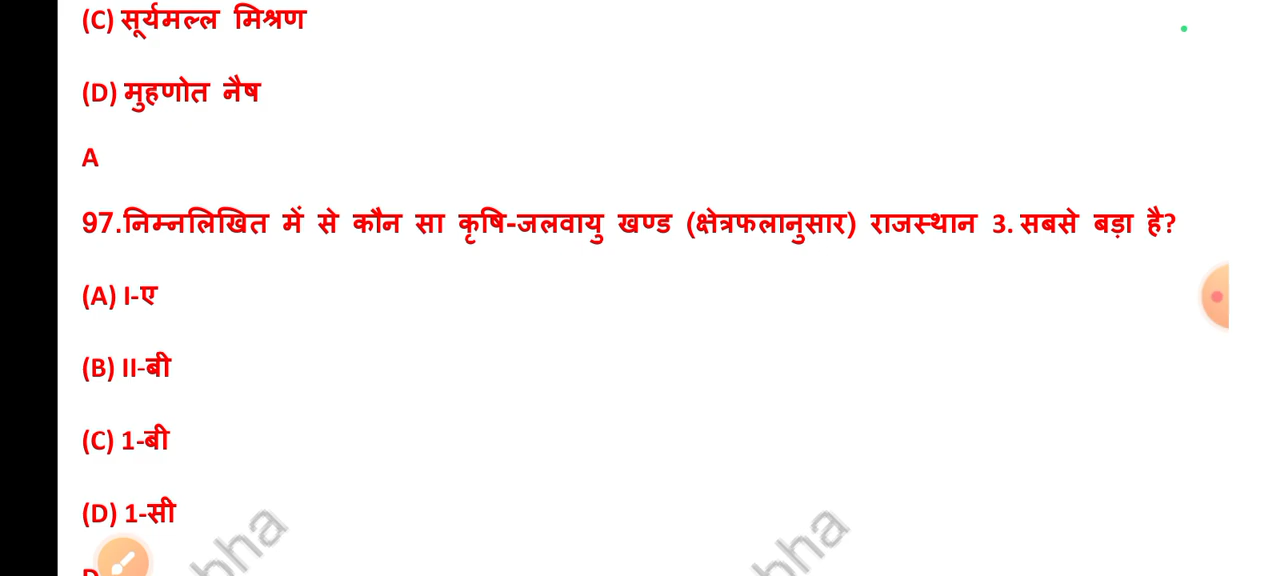 (C) सूर्यमल्ल मिश्रण
(D) मुहणोत नैष
A
97.निम्नलिखित में से कौन सा कृषि-जलवायु खण्ड (क्षेत्रफलानुसार) राजस्थान 3. सबसे बड़ा है?
(A) I-ए
(B) II-बी
(C) 1-बी
(D) 1-सी